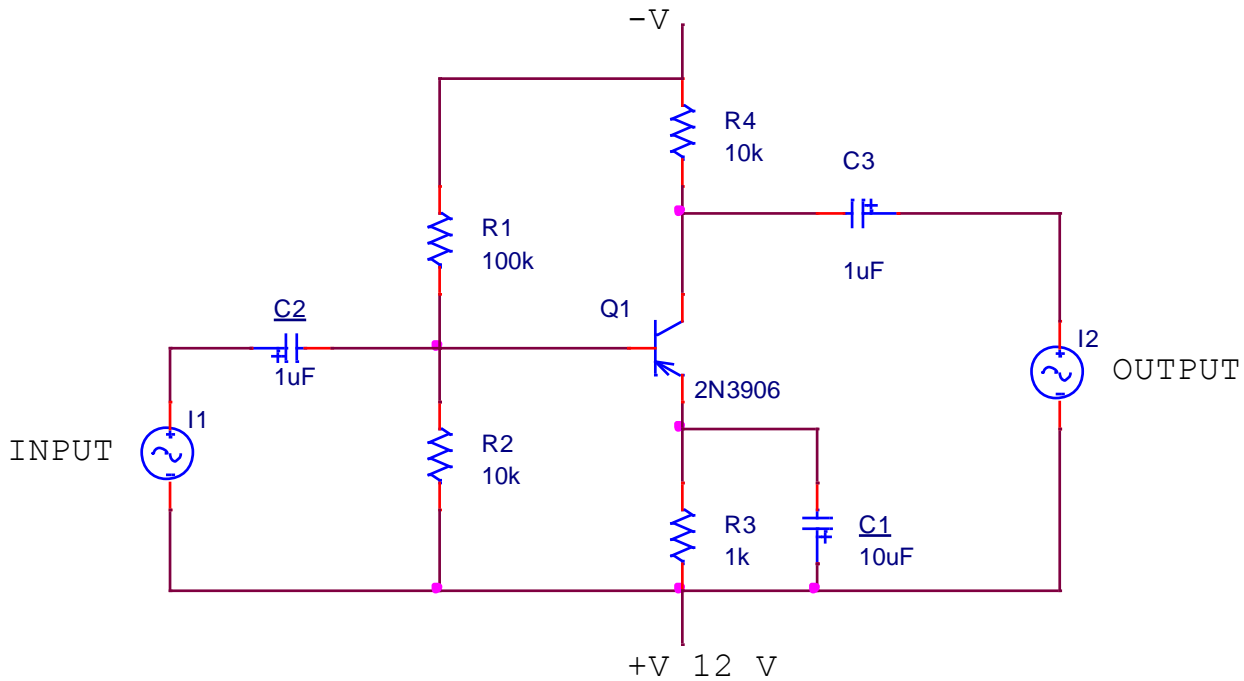 -V
R4
10k
C3
R1
100k
1uF
C2
Q1
1uF
I2
OUTPUT
2N3906
I1
INPUT
R2
10k
R3
1k
C1
10uF
+V 12 V